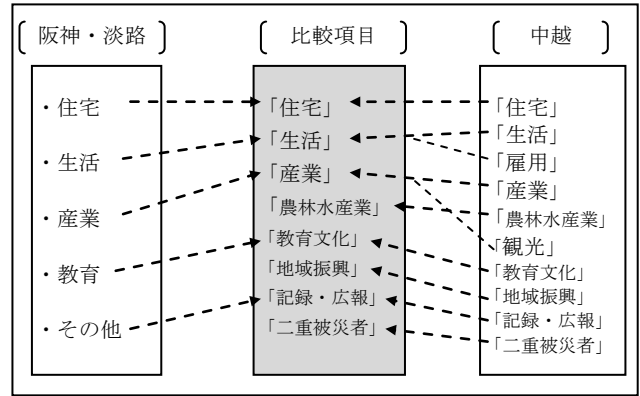 阪神・淡路
比較項目
中越
・住宅
・生活
・産業
・教育
・その他
「住宅」
「生活」
「産業」
「農林水産業」
「教育文化」
「地域振興」
「記録・広報」
「二重被災者」
「住宅」
「生活」
「雇用」
「産業」
「農林水産業」
「観光」
「教育文化」
「地域振興」
「記録・広報」
「二重被災者」